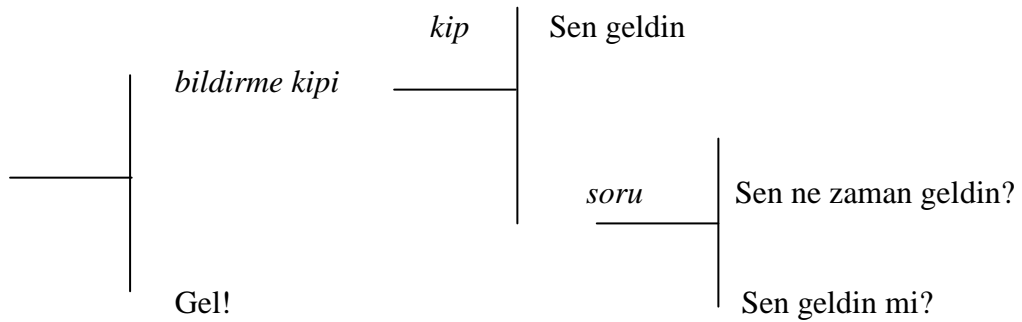 kip Sen geldin
bildirme kipi
soru Sen ne zaman geldin?
Gel! Sen geldin mi?